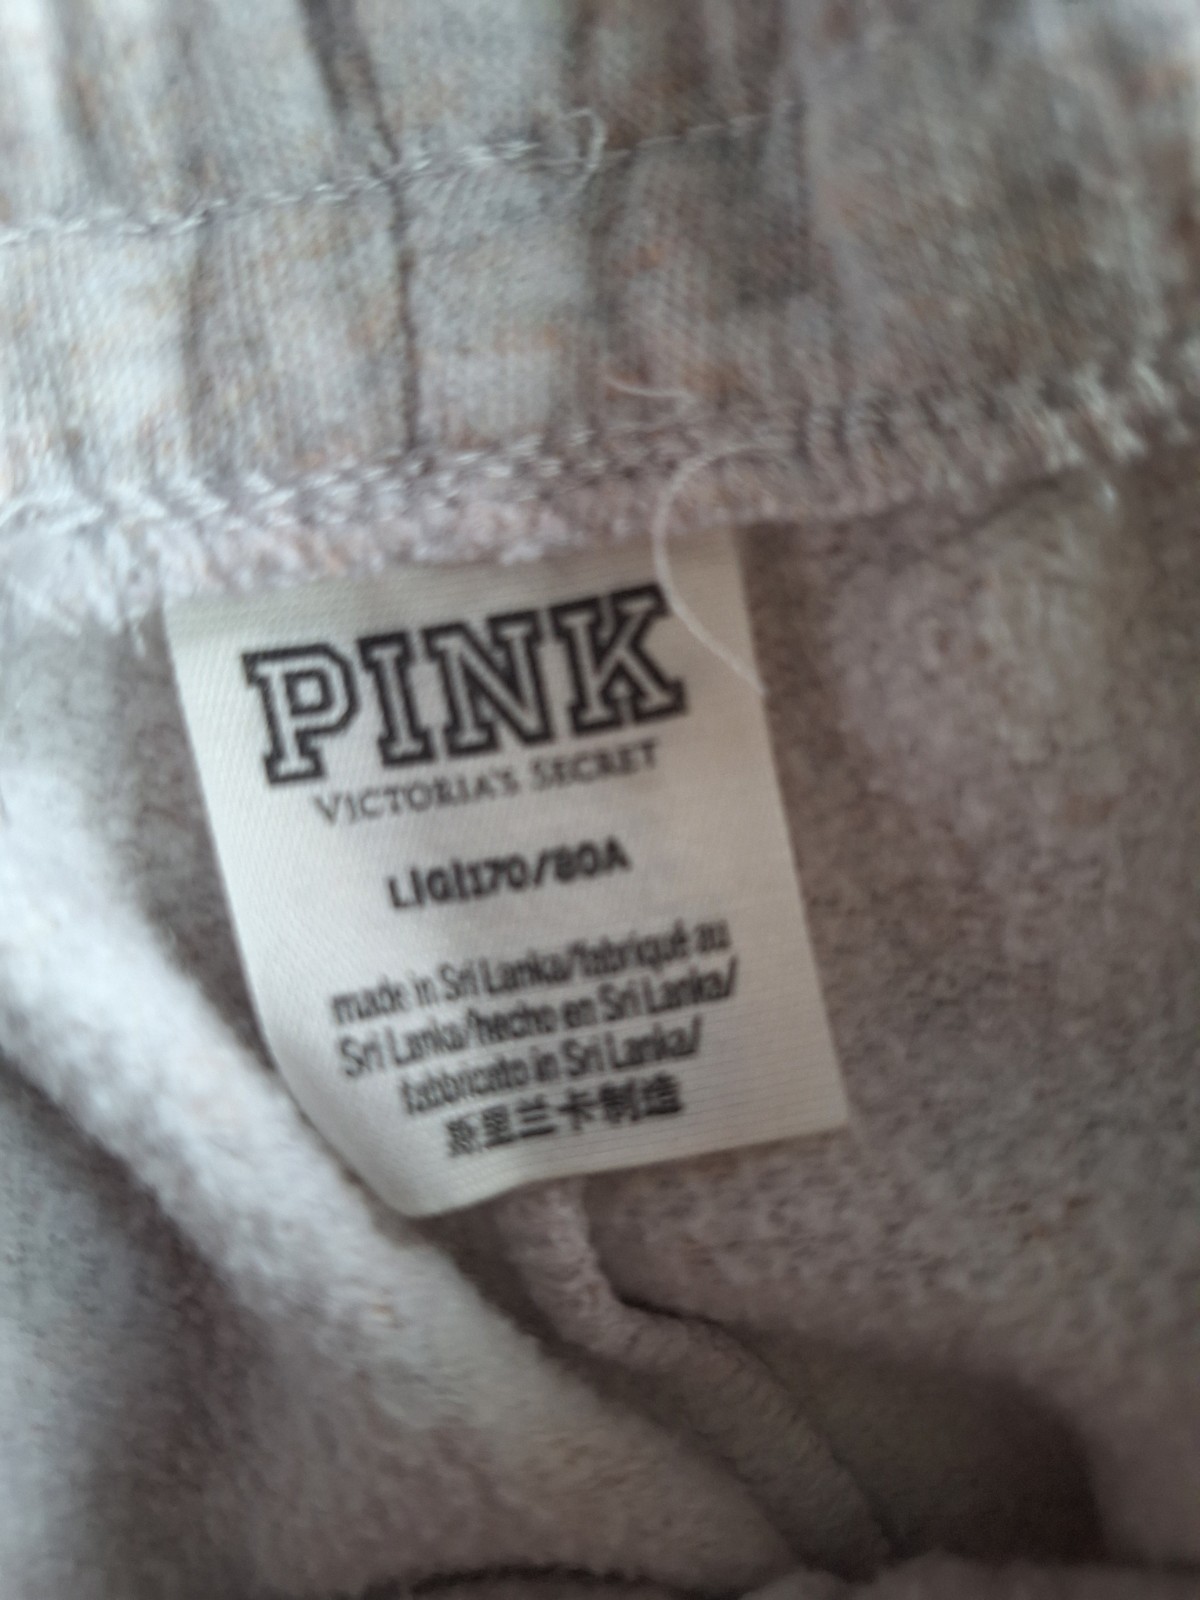 PINK
VICTORIA'S SECRET
L|G|170/80A
made in Sri Lanka/fabriqué au
Sri Lanka/hecho en Sri Lanka/
fabbricato in Sri Lanka/
斯里兰卡制造